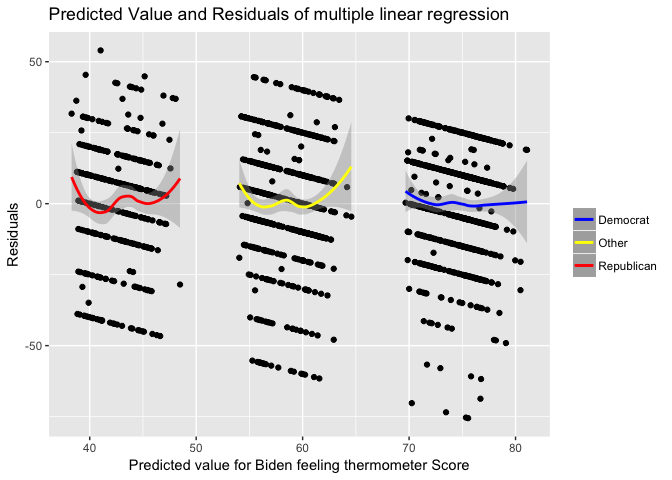 Predicted Value and Residuals of multiple linear regression
50
0
-50
Residuals
40
50
60
70
80
Predicted value for Biden feeling thermometer Score
Democrat
Other
Republican